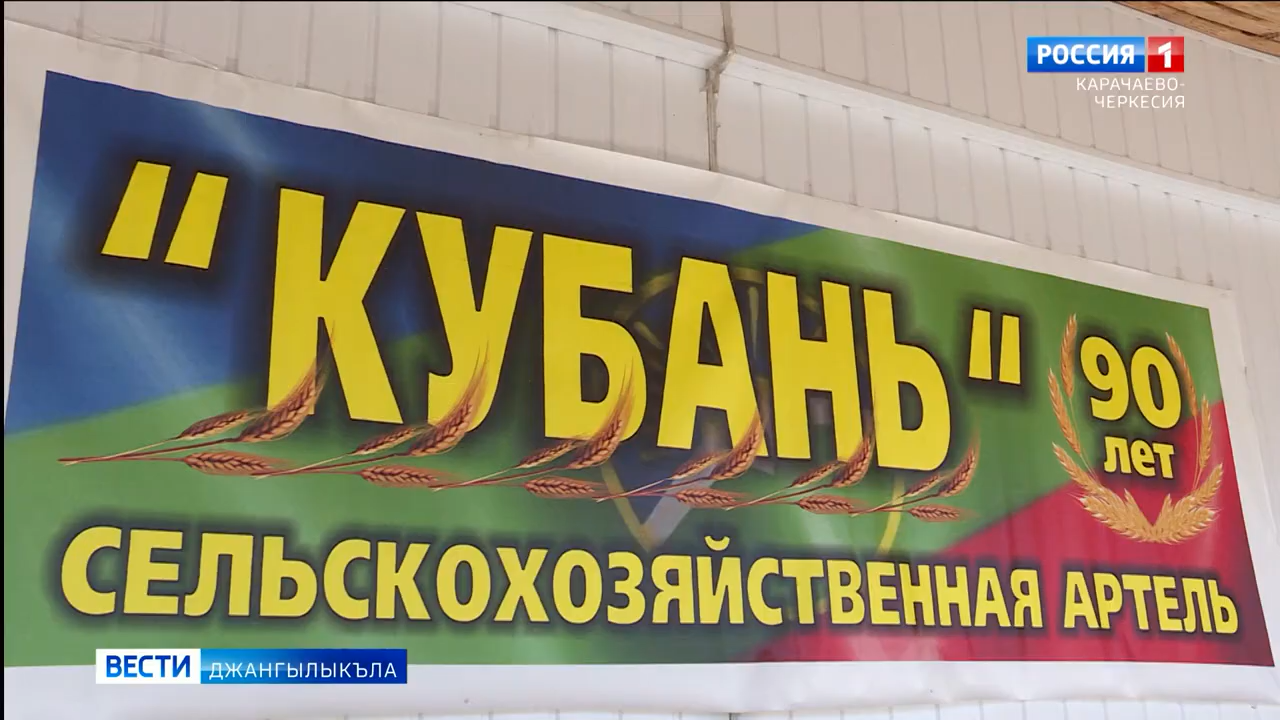 РОССИЯ 1
КАРАЧАЕВО-
ЧЕРКЕСИЯ
"КУБАНЬ"
90
лет
СЕЛЬСКОХОЗЯЙСТВЕННАЯ АРТЕЛЬ
ВЕСТИ ДЖАНГЫЛЫКЪЛА